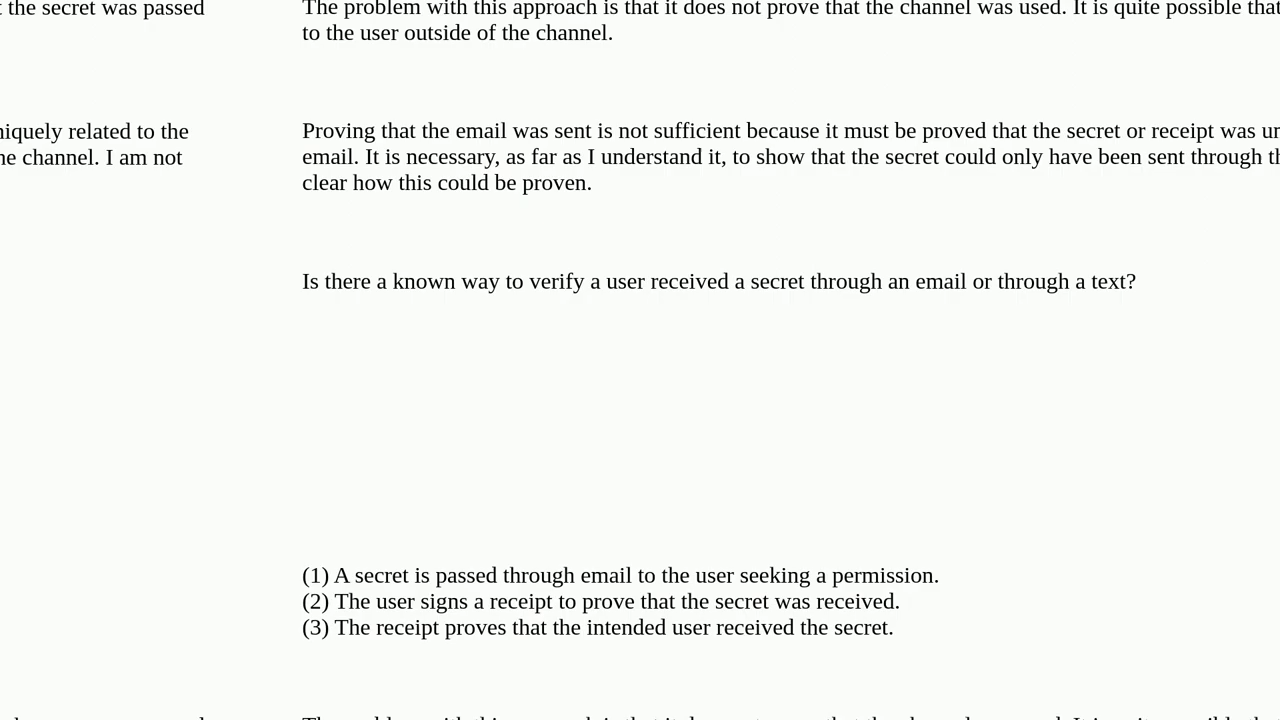 t the secret was passed
niquely related to the
he channel. I am not
The problem with this approach is that it does not prove that the channel was used. It is quite possible that
to the user outside of the channel.
Proving that the email was sent is not sufficient because it must be proved that the secret or receipt was un
email. It is necessary, as far as I understand it, to show that the secret could only have been sent through th
clear how this could be proven.
Is there a known way to verify a user received a secret through an email or through a text?
(1) A secret is passed through email to the user seeking a permission.
(2) The user signs a receipt to prove that the secret was received.
(3) The receipt proves that the intended user received the secret.